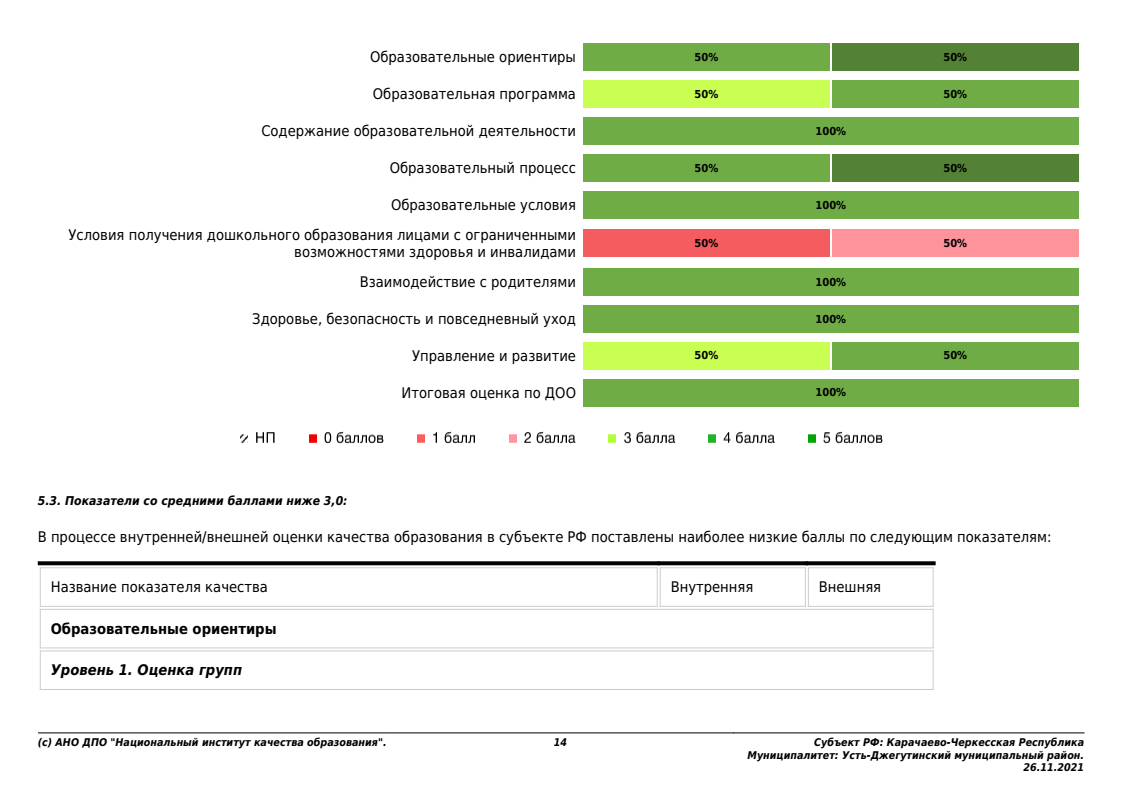 Образовательные ориентиры 50% 50%
Образовательная программа 50% 50%
Содержание образовательной деятельности 100%
Образовательный процесс 50% 50%
Образовательные условия 100%
Условия получения дошкольного образования лицами с ограниченными
возможностями здоровья и инвалидами 50% 50%
Взаимодействие с родителями 100%
Здоровье, безопасность и повседневный уход 100%
Управление и развитие 50% 50%
Итоговая оценка по ДОО 100%
НП 0 баллов 1 балл 2 балла 3 балла 4 балла 5 баллов
5.3. Показатели со средними баллами ниже 3,0:
В процессе внутренней/внешней оценки качества образования в субъекте РФ поставлены наиболее низкие баллы по следующим показателям:
Название показателя качества Внутренняя Внешняя
Образовательные ориентиры
Уровень 1. Оценка групп
(с) АНО ДПО "Национальный институт качества образования". 14 Субъект РФ: Карачаево-Черкесская Республика
Муниципалитет: Усть-Джегутинский муниципальный район.
26.11.2021